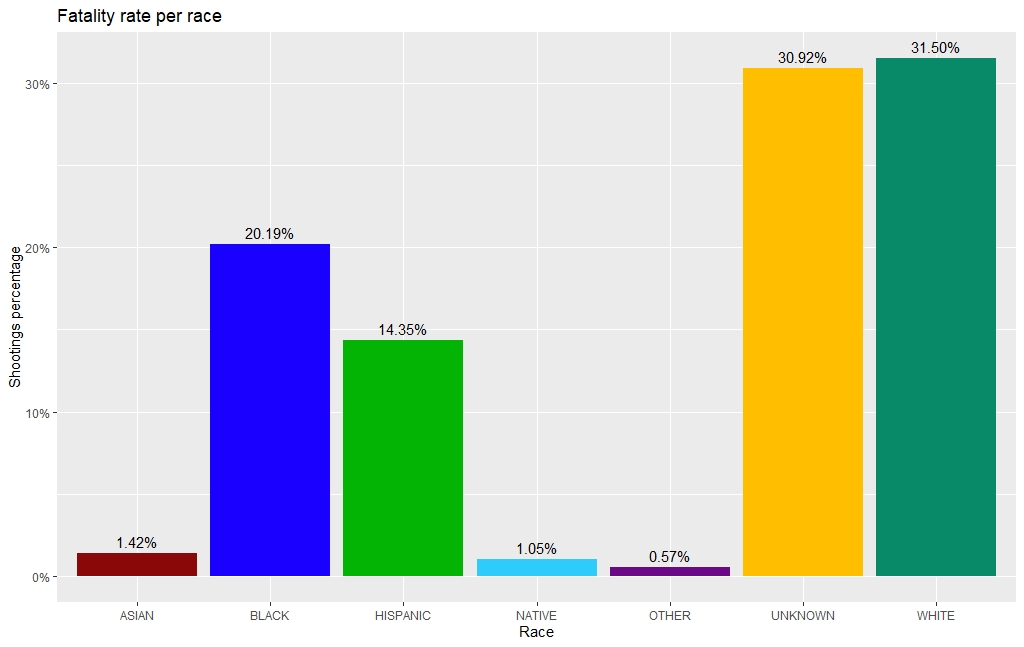 Fatality rate per race
Shootings percentage
30%
20%
10%
0%
1.42%
20.19%
14.35%
1.05%
0.57%
30.92%
31.50%
ASIAN
BLACK
HISPANIC
NATIVE
OTHER
UNKNOWN
WHITE
Race